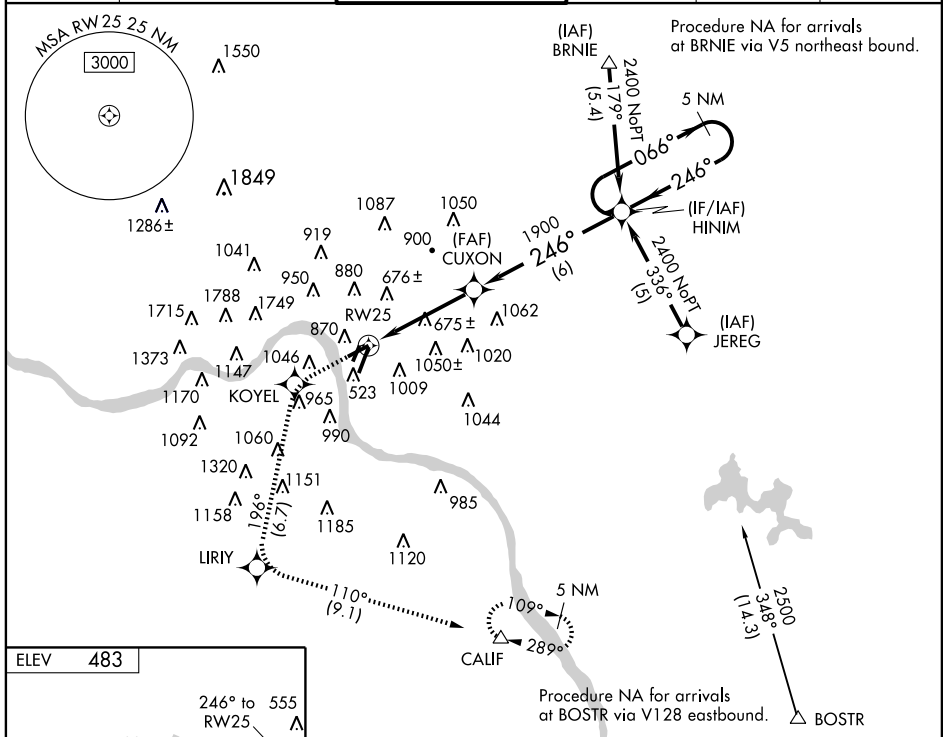 MSA RW 25 25 NM
3000
1550
(IAF)
BRNIE
Procedure NA for arrivals
at BRNIE via V5 northeast bound.
2400 NoPT
179°
(5.4)
5 NM
066°
246°
1849
1286±
1087
1050
(IF/IAF)
HINIM
919
900
(FAF)
CUXON
1900
246°
(6)
1041
2400 NoPT
336°
(5)
950
880
676±
1715
1788
1749
RW25
870
675±
1062
(IAF)
JEREG
1373
1147
1046
1050±
1020
1170
KOYEL
965
523
1009
1044
1092
990
1060
1320
1151
985
1158
196°
(6.7)
1185
1120
LIRIY
110°
(9.1)
109°
5 NM
289°
CALIF
2500
348°
(14.3)
ELEV 483
246° to
RW25
555
Procedure NA for arrivals
at BOSTR via V128 eastbound.
BOSTR